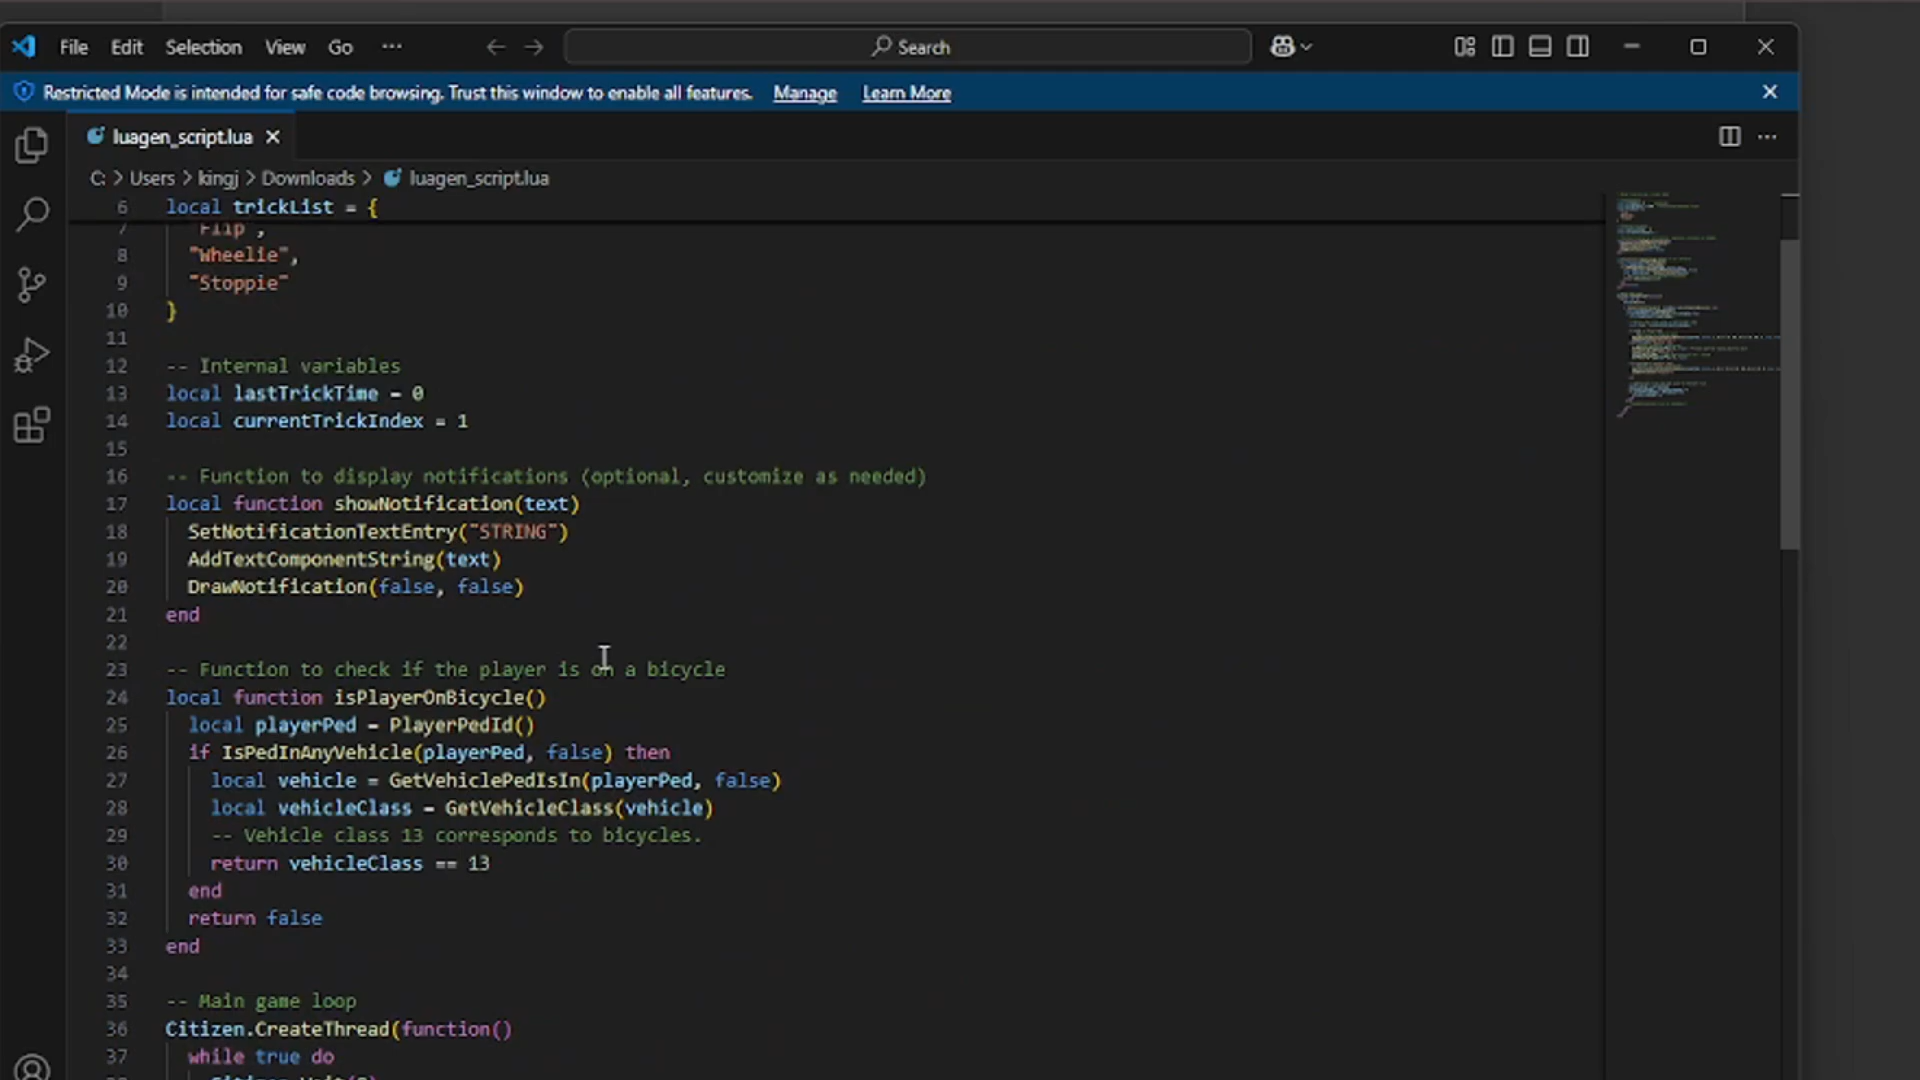 File Edit Selection View Go ··· Search
Restricted Mode is intended for safe code browsing. Trust this window to enable all features. Manage Learn More
luagen_script.lua
C: > Users > kingj > Downloads > luagen_script.lua
6 local trickList = {
7 "Flip",
8 "Wheelie",
9 "Stoppie"
10 }
11
12 -- Internal variables
13 local lastTrickTime = 0
14 local currentTrickIndex = 1
15
16 -- Function to display notifications (optional, customize as needed)
17 local function showNotification(text)
18 SetNotificationTextEntry("STRING")
19 AddTextComponentString(text)
20 DrawNotification(false, false)
21 end
22
23 -- Function to check if the player is on a bicycle
24 local function isPlayerOnBicycle()
25 local playerPed = PlayerPedId()
26 if IsPedInAnyVehicle(playerPed, false) then
27 local vehicle = GetVehiclePedIsIn(playerPed, false)
28 local vehicleClass = GetVehicleClass(vehicle)
29 -- Vehicle class 13 corresponds to bicycles.
30 return vehicleClass == 13
31 end
32 return false
33 end
34
35 -- Main game loop
36 Citizen.CreateThread(function()
37 while true do